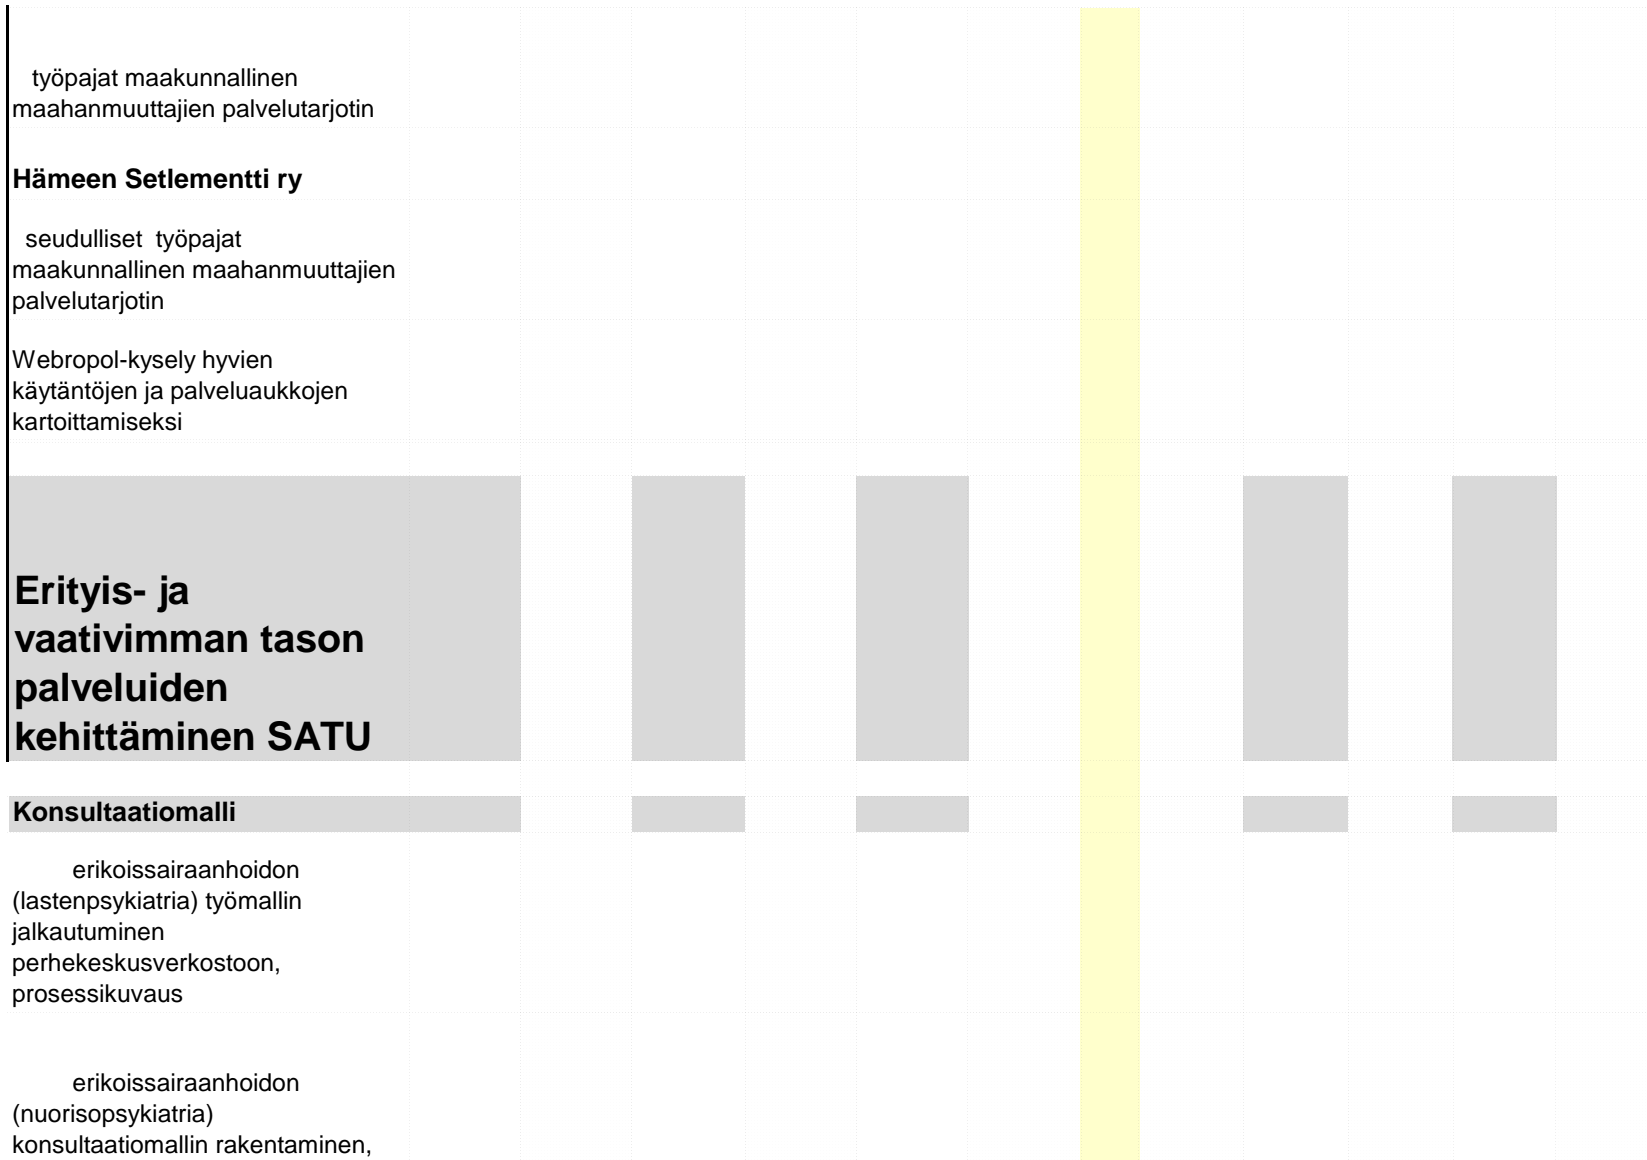 työpajat maakunnallinen
maahanmuuttajien palvelutarjotin
Hämeen Setlementti ry
seudulliset työpajat
maakunnallinen maahanmuuttajien
palvelutarjotin
Webropol-kysely hyvien
käytäntöjen ja palveluaukkojen
kartoittamiseksi
Erityis- ja
vaativimman tason
palveluiden
kehittäminen SATU
Konsultaatiomalli
erikoissairaanhoidon
(lastenpsykiatria) työmallin
jalkautuminen
perhekeskusverkostoon,
prosessikuvaus
erikoissairaanhoidon
(nuorisopsykiatria)
konsultaatiomallin rakentaminen,